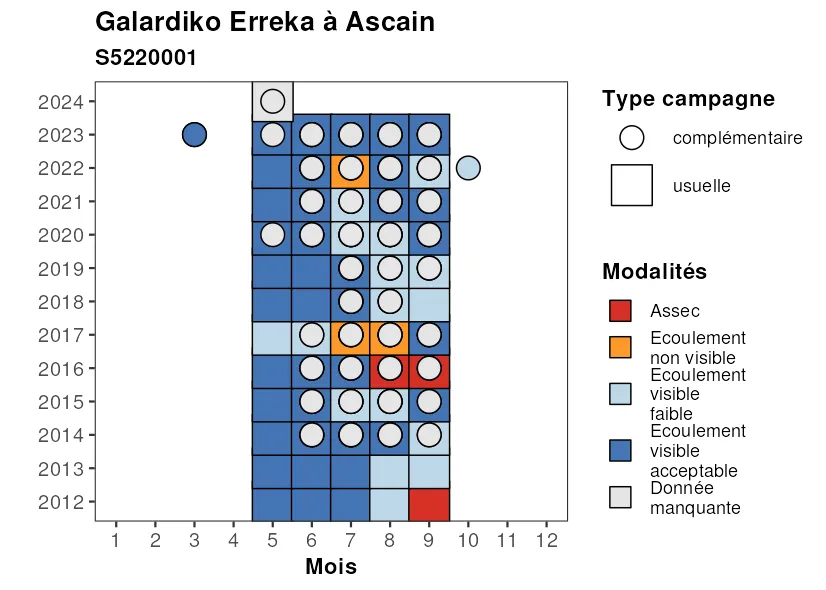 Galardiko Erreka à Ascain
S5220001
2024
2023
2022
2021
2020
2019
2018
2017
2016
2015
2014
2013
2012
1 2 3 4 5 6 7 8 9 10 11 12
Mois
Type campagne
complémentaire
usuelle
Modalités
Assec
Ecoulement
non visible
Ecoulement
visible
faible
Ecoulement
visible
acceptable
Donnée
manquante